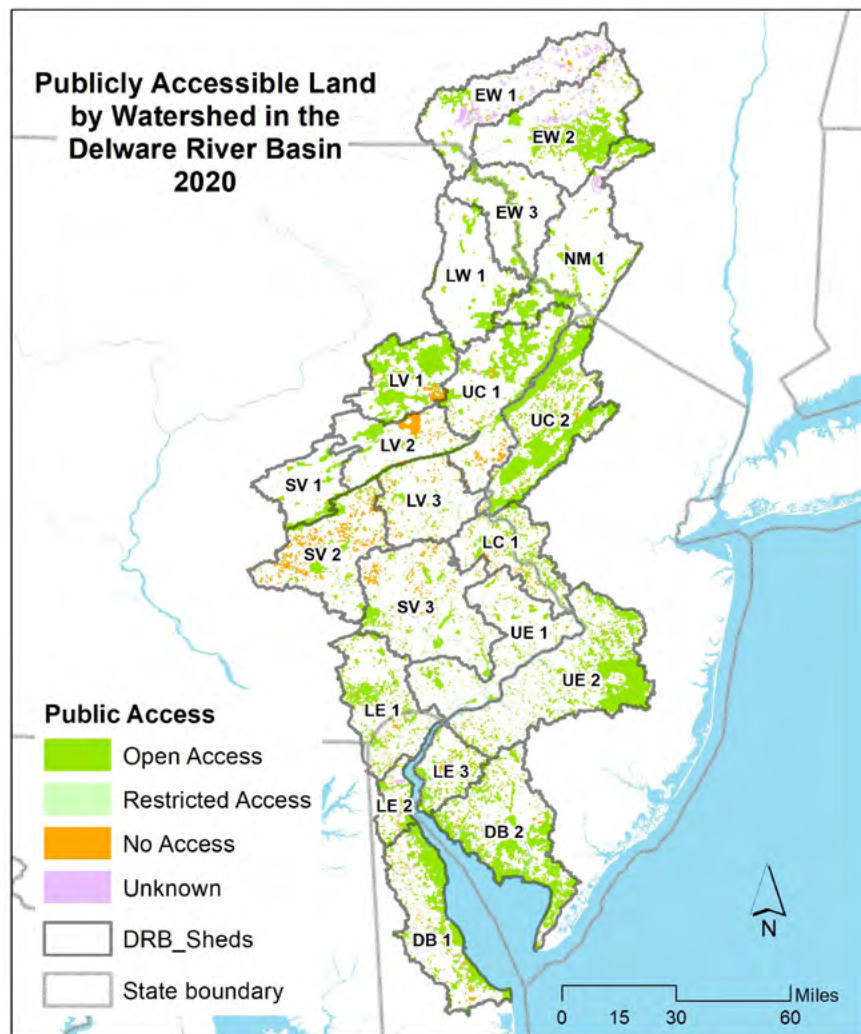 Publicly Accessible Land
by Watershed in the
Delware River Basin
2020
EW 1
EW 2
EW 3
NM 1
LW 1
LV 1
UC 1
UC 2
LV 2
SV 1
LV 3
LC 1
SV 2
SV 3
UE 1
UE 2
LE 1
LE 3
LE 2
DB 2
DB 1
Public Access
Open Access
Restricted Access
No Access
Unknown
DRB_Sheds
State boundary
N
Miles
0 15 30 60